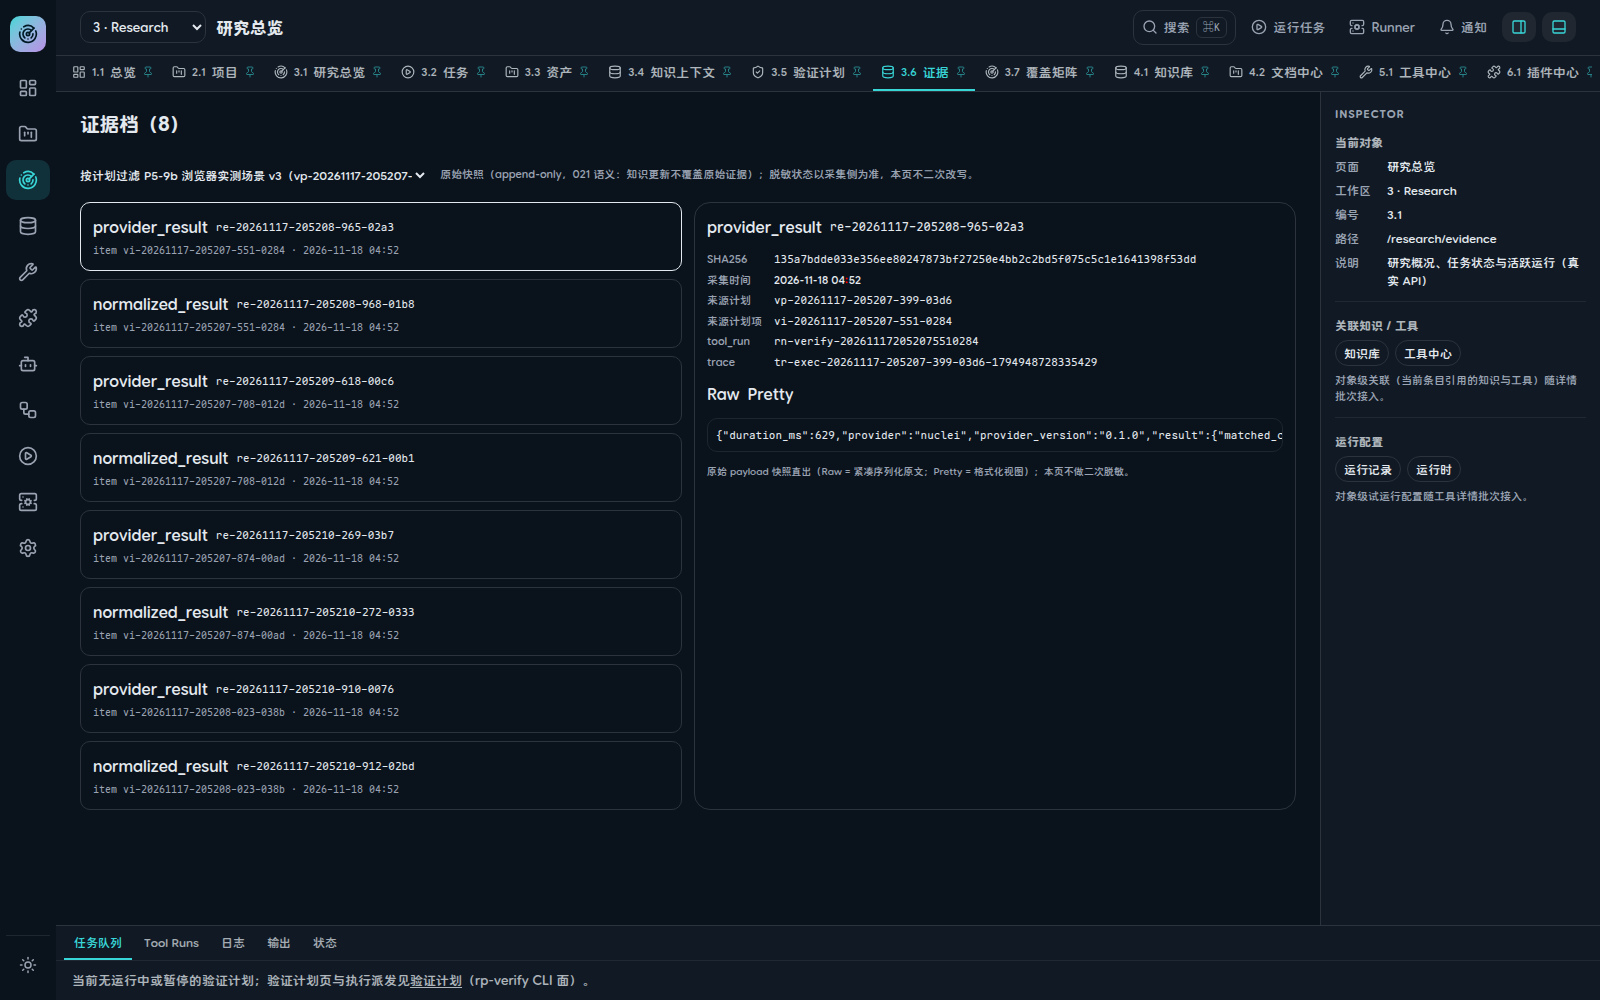 3 · Research
研究总览
搜索 ⌘K
运行任务
Runner
通知
1.1 总览
2.1 项目
3.1 研究总览
3.2 任务
3.3 资产
3.4 知识上下文
3.5 验证计划
3.6 证据
3.7 覆盖矩阵
4.1 知识库
4.2 文档中心
5.1 工具中心
6.1 插件中心
证据档（8）
按计划过滤 P5-9b 浏览器实测场景 v3（vp-20261117-205207-
原始快照（append-only，021 语义：知识更新不覆盖原始证据）；脱敏状态以采集侧为准，本页不二次改写。
provider_result re-20261117-205208-965-02a3
item vi-20261117-205207-551-0284 · 2026-11-18 04:52
normalized_result re-20261117-205208-968-01b8
item vi-20261117-205207-551-0284 · 2026-11-18 04:52
provider_result re-20261117-205209-618-00c6
item vi-20261117-205207-708-012d · 2026-11-18 04:52
normalized_result re-20261117-205209-621-00b1
item vi-20261117-205207-708-012d · 2026-11-18 04:52
provider_result re-20261117-205210-269-03b7
item vi-20261117-205207-874-00ad · 2026-11-18 04:52
normalized_result re-20261117-205210-272-0333
item vi-20261117-205207-874-00ad · 2026-11-18 04:52
provider_result re-20261117-205210-910-0076
item vi-20261117-205208-023-038b · 2026-11-18 04:52
normalized_result re-20261117-205210-912-02bd
item vi-20261117-205208-023-038b · 2026-11-18 04:52
provider_result re-20261117-205208-965-02a3
SHA256 135a7bdde033e356ee80247873bf27250e4bb2c2bd5f075c5c1e1641398f53dd
采集时间 2026-11-18 04:52
来源计划 vp-20261117-205207-399-03d6
来源计划项 vi-20261117-205207-551-0284
tool_run rn-verify-202611172052075510284
trace tr-exec-20261117-205207-399-03d6-1794948728335429
Raw Pretty
{"duration_ms":629,"provider":"nuclei","provider_version":"0.1.0","result":{"matched_c
原始 payload 快照直出（Raw = 紧凑序列化原文；Pretty = 格式化视图）；本页不做二次脱敏。
INSPECTOR
当前对象
页面 研究总览
工作区 3 · Research
编号 3.1
路径 /research/evidence
说明 研究概况、任务状态与活跃运行（真
实 API）
关联知识 / 工具
知识库 工具中心
对象级关联（当前条目引用的知识与工具）随详情
批次接入。
运行配置
运行记录 运行时
对象级试运行配置随工具详情批次接入。
任务队列
Tool Runs
日志
输出
状态
当前无运行中或暂停的验证计划；验证计划页与执行派发见验证计划（rp-verify CLI 面）。